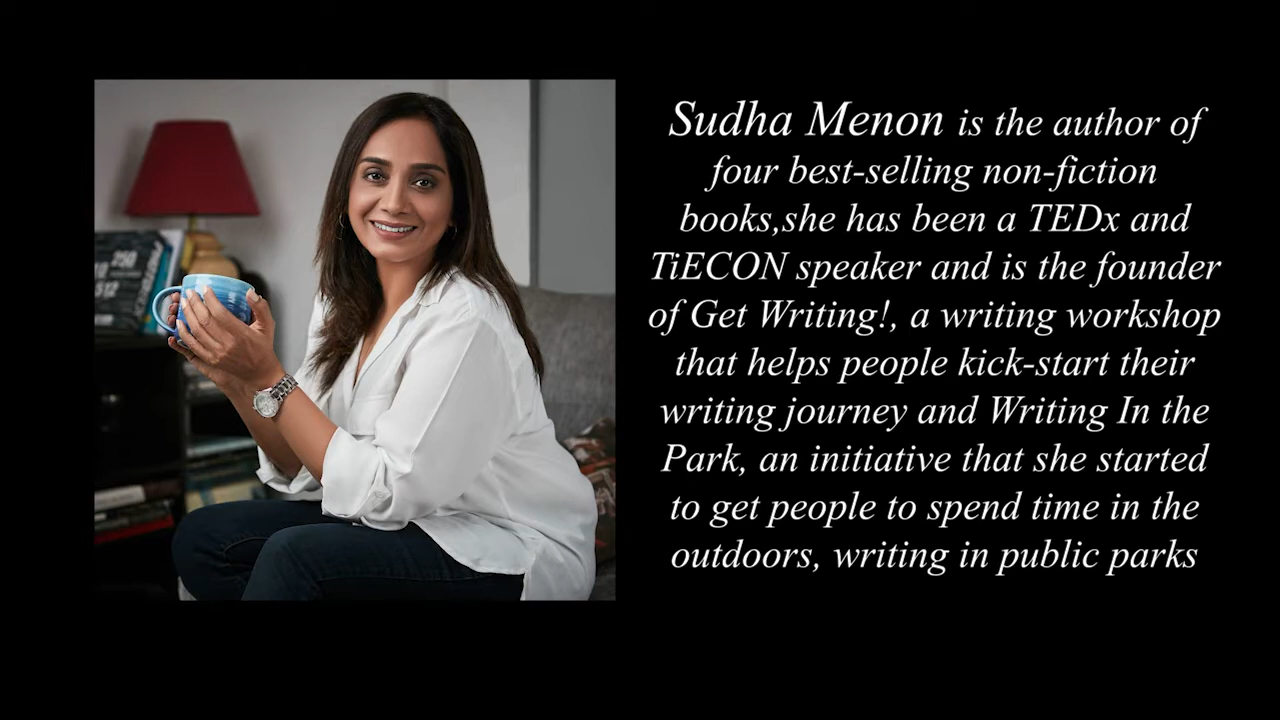 Sudha Menon is the author of
four best-selling non-fiction
books,she has been a TEDx and
TiECON speaker and is the founder
of Get Writing!, a writing workshop
that helps people kick-start their
writing journey and Writing In the
Park, an initiative that she started
to get people to spend time in the
outdoors, writing in public parks
750
512